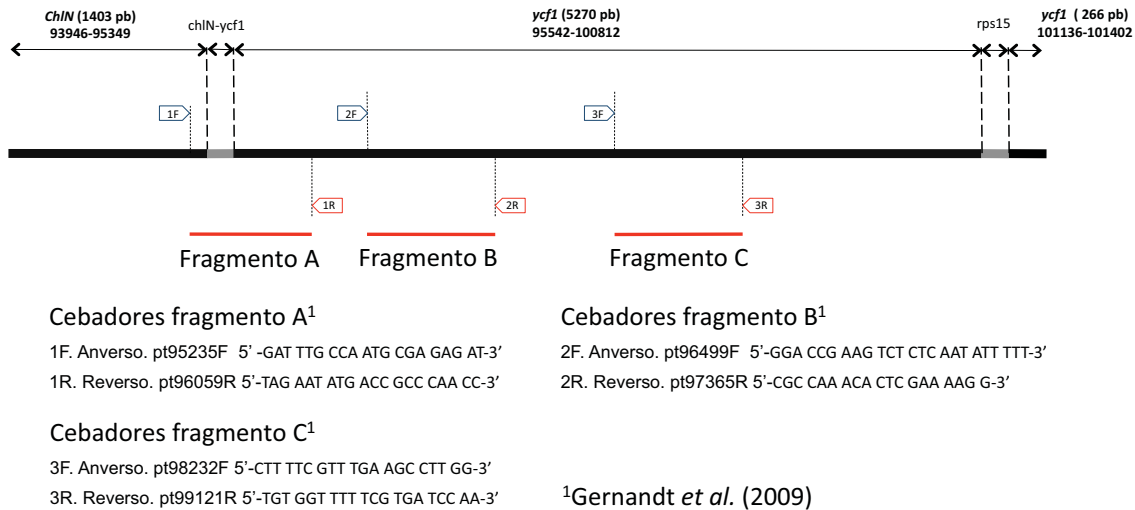 ChlN (1403 pb)
93946-95349
chlN-ycf1
ycf1 (5270 pb)
95542-100812
rps15
ycf1 ( 266 pb)
101136-101402
1F
2F
3F
1R
2R
3R
Fragmento A
Fragmento B
Fragmento C
Cebadores fragmento A¹
1F. Anverso. pt95235F 5’ -GAT TTG CCA ATG CGA GAG AT-3’
1R. Reverso. pt96059R 5’-TAG AAT ATG ACC GCC CAA CC-3’
Cebadores fragmento B¹
2F. Anverso. pt96499F 5’-GGA CCG AAG TCT CTC AAT ATT TTT-3’
2R. Reverso. pt97365R 5’-CGC CAA ACA CTC GAA AAG G-3’
Cebadores fragmento C¹
3F. Anverso. pt98232F 5’-CTT TTC GTT TGA AGC CTT GG-3’
3R. Reverso. pt99121R 5’-TGT GGT TTT TCG TGA TCC AA-3’
¹Gernandt et al. (2009)